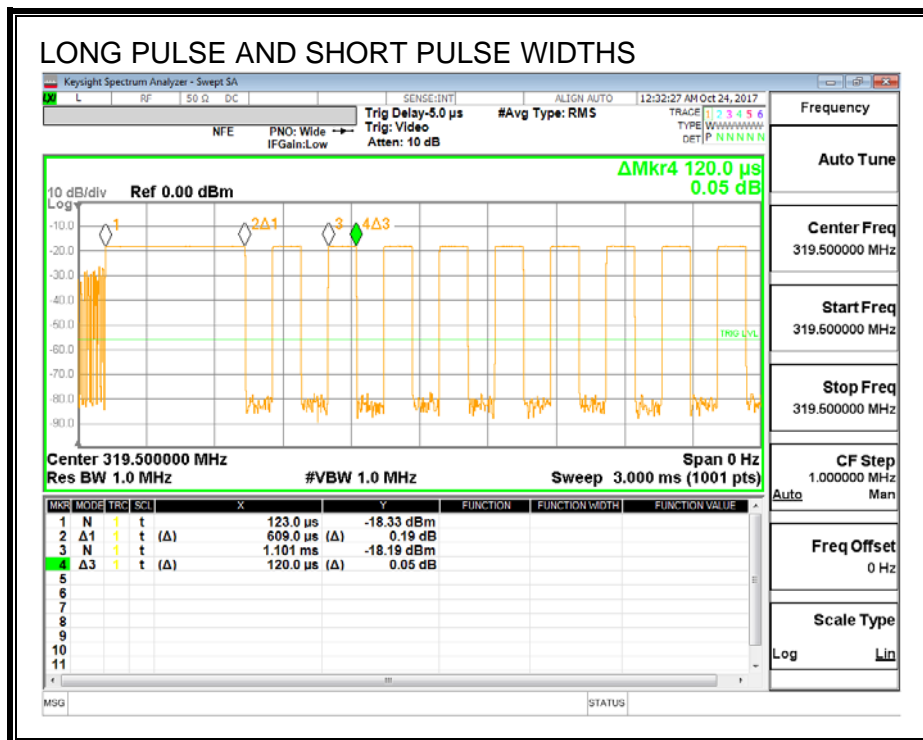 LONG PULSE AND SHORT PULSE WIDTHS
Keysight Spectrum Analyzer - Swept SA
LXI L RF 50 Ω DC SENSE:INT ALIGN AUTO 12:32:27 AM Oct 24, 2017
Trig Delay-5.0 µs #Avg Type: RMS TRACE 1 2 3 4 5 6
NFE PNO: Wide Trig: Video TYPE WWWWWW
IFGain:Low Atten: 10 dB DET P N N N N N
ΔMkr4 120.0 µs
0.05 dB
10 dB/div Ref 0.00 dBm
Log
1 2Δ1 3 4Δ3
-10.0
-20.0
-30.0
-40.0
-50.0
TRIG LVL
-60.0
-70.0
-80.0
-90.0
Center 319.500000 MHz Span 0 Hz
Res BW 1.0 MHz #VBW 1.0 MHz Sweep 3.000 ms (1001 pts)
MKR MODE TRC SCL X Y FUNCTION FUNCTION WIDTH FUNCTION VALUE
1 N 1 t 123.0 µs -18.33 dBm
2 Δ1 1 t (Δ) 609.0 µs (Δ) 0.19 dB
3 N 1 t 1.101 ms -18.19 dBm
4 Δ3 1 t (Δ) 120.0 µs (Δ) 0.05 dB
5
6
7
8
9
10
11
MSG STATUS
Frequency
Auto Tune
Center Freq
319.500000 MHz
Start Freq
319.500000 MHz
Stop Freq
319.500000 MHz
CF Step
1.000000 MHz
Auto Man
Freq Offset
0 Hz
Scale Type
Log Lin